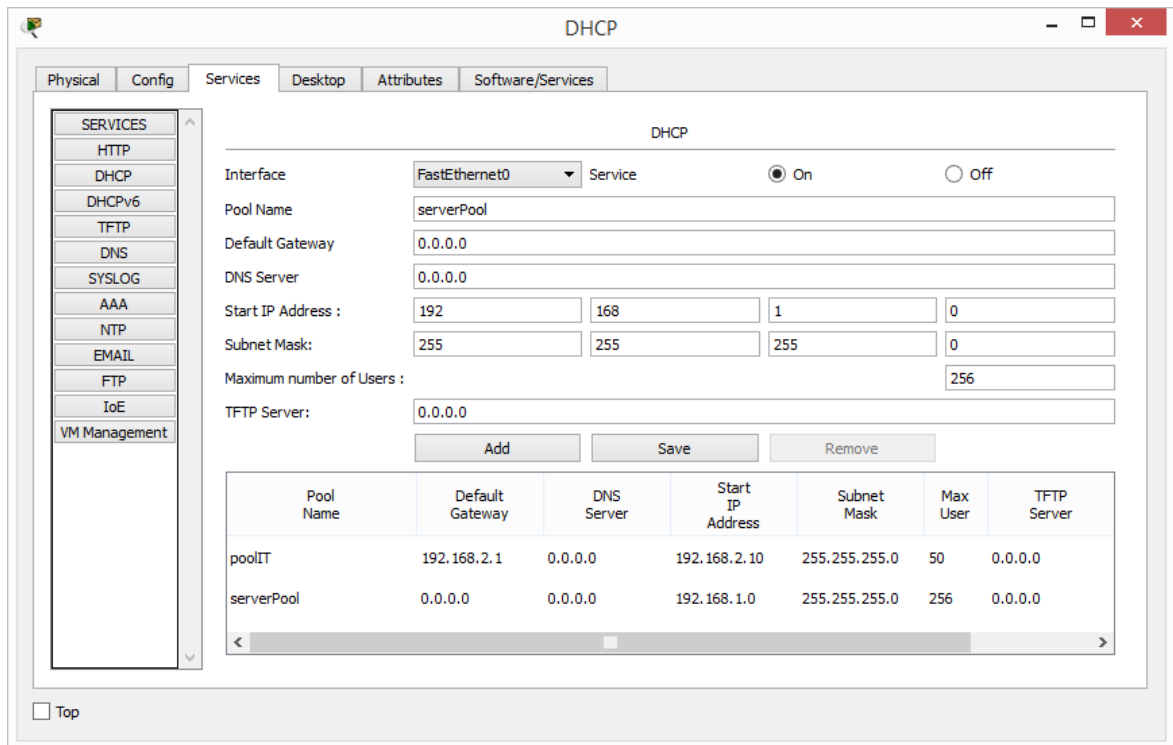 DHCP
Physical Config Services Desktop Attributes Software/Services
SERVICES
HTTP
DHCP
DHCPv6
TFTP
DNS
SYSLOG
AAA
NTP
EMAIL
FTP
IoE
VM Management
DHCP
Interface FastEthernet0 Service On Off
Pool Name serverPool
Default Gateway 0.0.0.0
DNS Server 0.0.0.0
Start IP Address : 192 168 1 0
Subnet Mask: 255 255 255 0
Maximum number of Users : 256
TFTP Server: 0.0.0.0
Add Save Remove
Pool Name Default Gateway DNS Server Start IP Address Subnet Mask Max User TFTP Server
poolIT 192.168.2.1 0.0.0.0 192.168.2.10 255.255.255.0 50 0.0.0.0
serverPool 0.0.0.0 0.0.0.0 192.168.1.0 255.255.255.0 256 0.0.0.0
Top